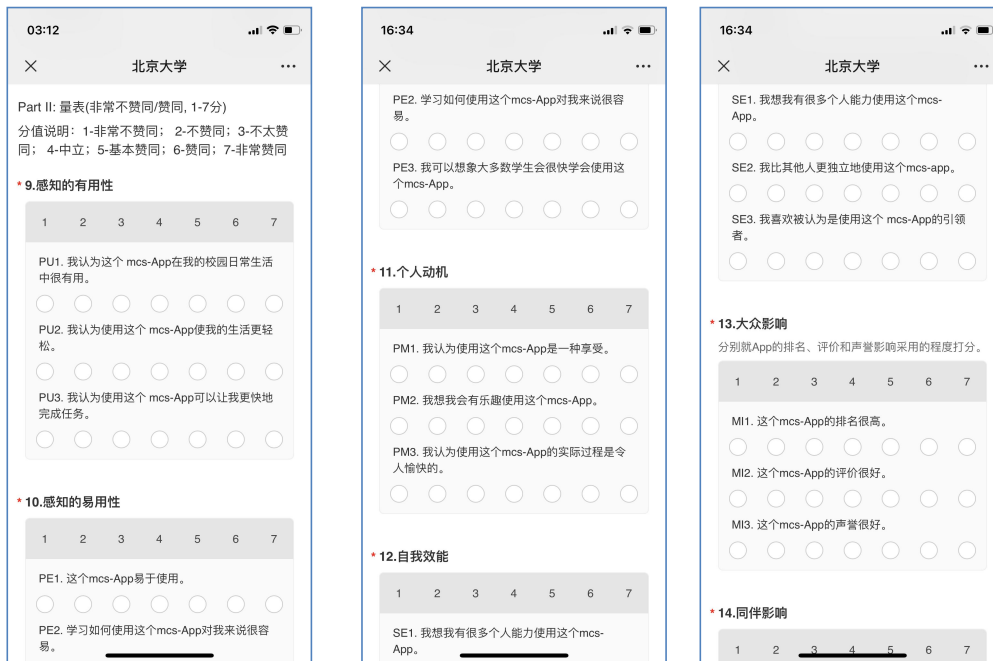 03:12
北京大学
Part II: 量表(非常不赞同/赞同, 1-7分)
分值说明：1-非常不赞同； 2-不赞同；3-不太赞
同； 4-中立；5-基本赞同；6-赞同；7-非常赞同
* 9.感知的有用性
1 2 3 4 5 6 7
PU1. 我认为这个 mcs-App在我的校园日常生活
中很有用。
PU2. 我认为使用这个 mcs-App使我的生活更轻
松。
PU3. 我认为使用这个 mcs-App可以让我更快地
完成任务。
* 10.感知的易用性
1 2 3 4 5 6 7
PE1. 这个mcs-App易于使用。
PE2. 学习如何使用这个mcs-App对我来说很容
易。
16:34
北京大学
PE2. 学习如何使用这个mcs-App对我来说很容
易。
PE3. 我可以想象大多数学生会很快学会使用这
个mcs-App。
* 11.个人动机
1 2 3 4 5 6 7
PM1. 我认为使用这个mcs-App是一种享受。
PM2. 我想我会有乐趣使用这个mcs-App。
PM3. 我认为使用这个mcs-App的实际过程是令
人愉快的。
* 12.自我效能
1 2 3 4 5 6 7
SE1. 我想我有很多个人能力使用这个mcs-
App。
16:34
北京大学
SE1. 我想我有很多个人能力使用这个mcs-
App。
SE2. 我比其他人更独立地使用这个mcs-app。
SE3. 我喜欢被认为是使用这个 mcs-App的引领
者。
* 13.大众影响
分别就App的排名、评价和声誉影响采用的程度打分。
1 2 3 4 5 6 7
MI1. 这个mcs-App的排名很高。
MI2. 这个mcs-App的评价很好。
MI3. 这个mcs-App的声誉很好。
* 14.同伴影响
1 2 3 4 5 6 7